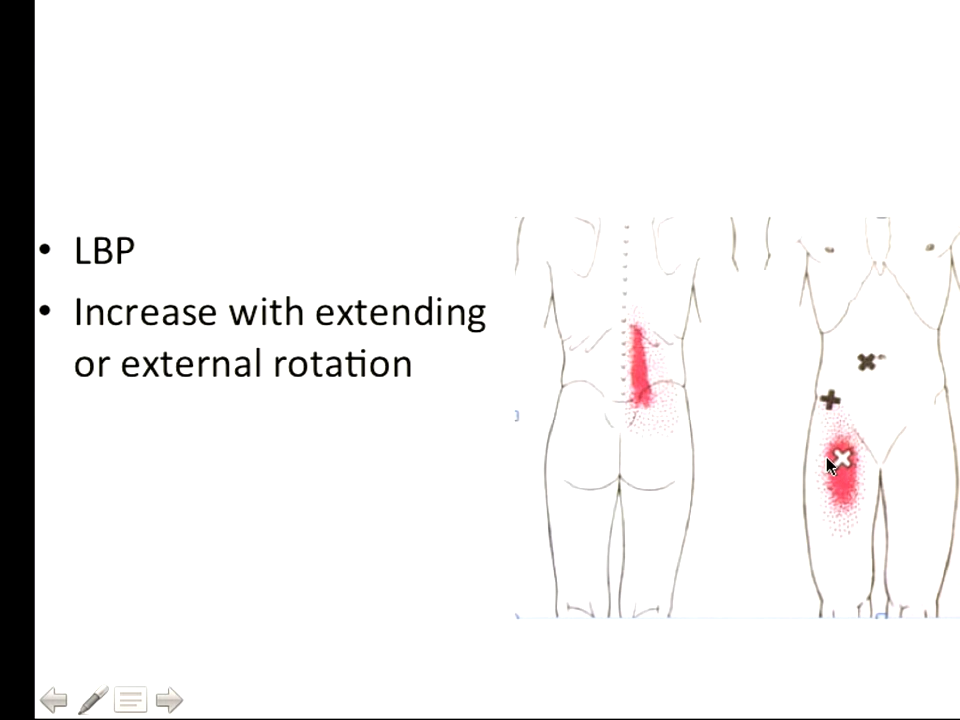 • LBP
• Increase with extending
or external rotation